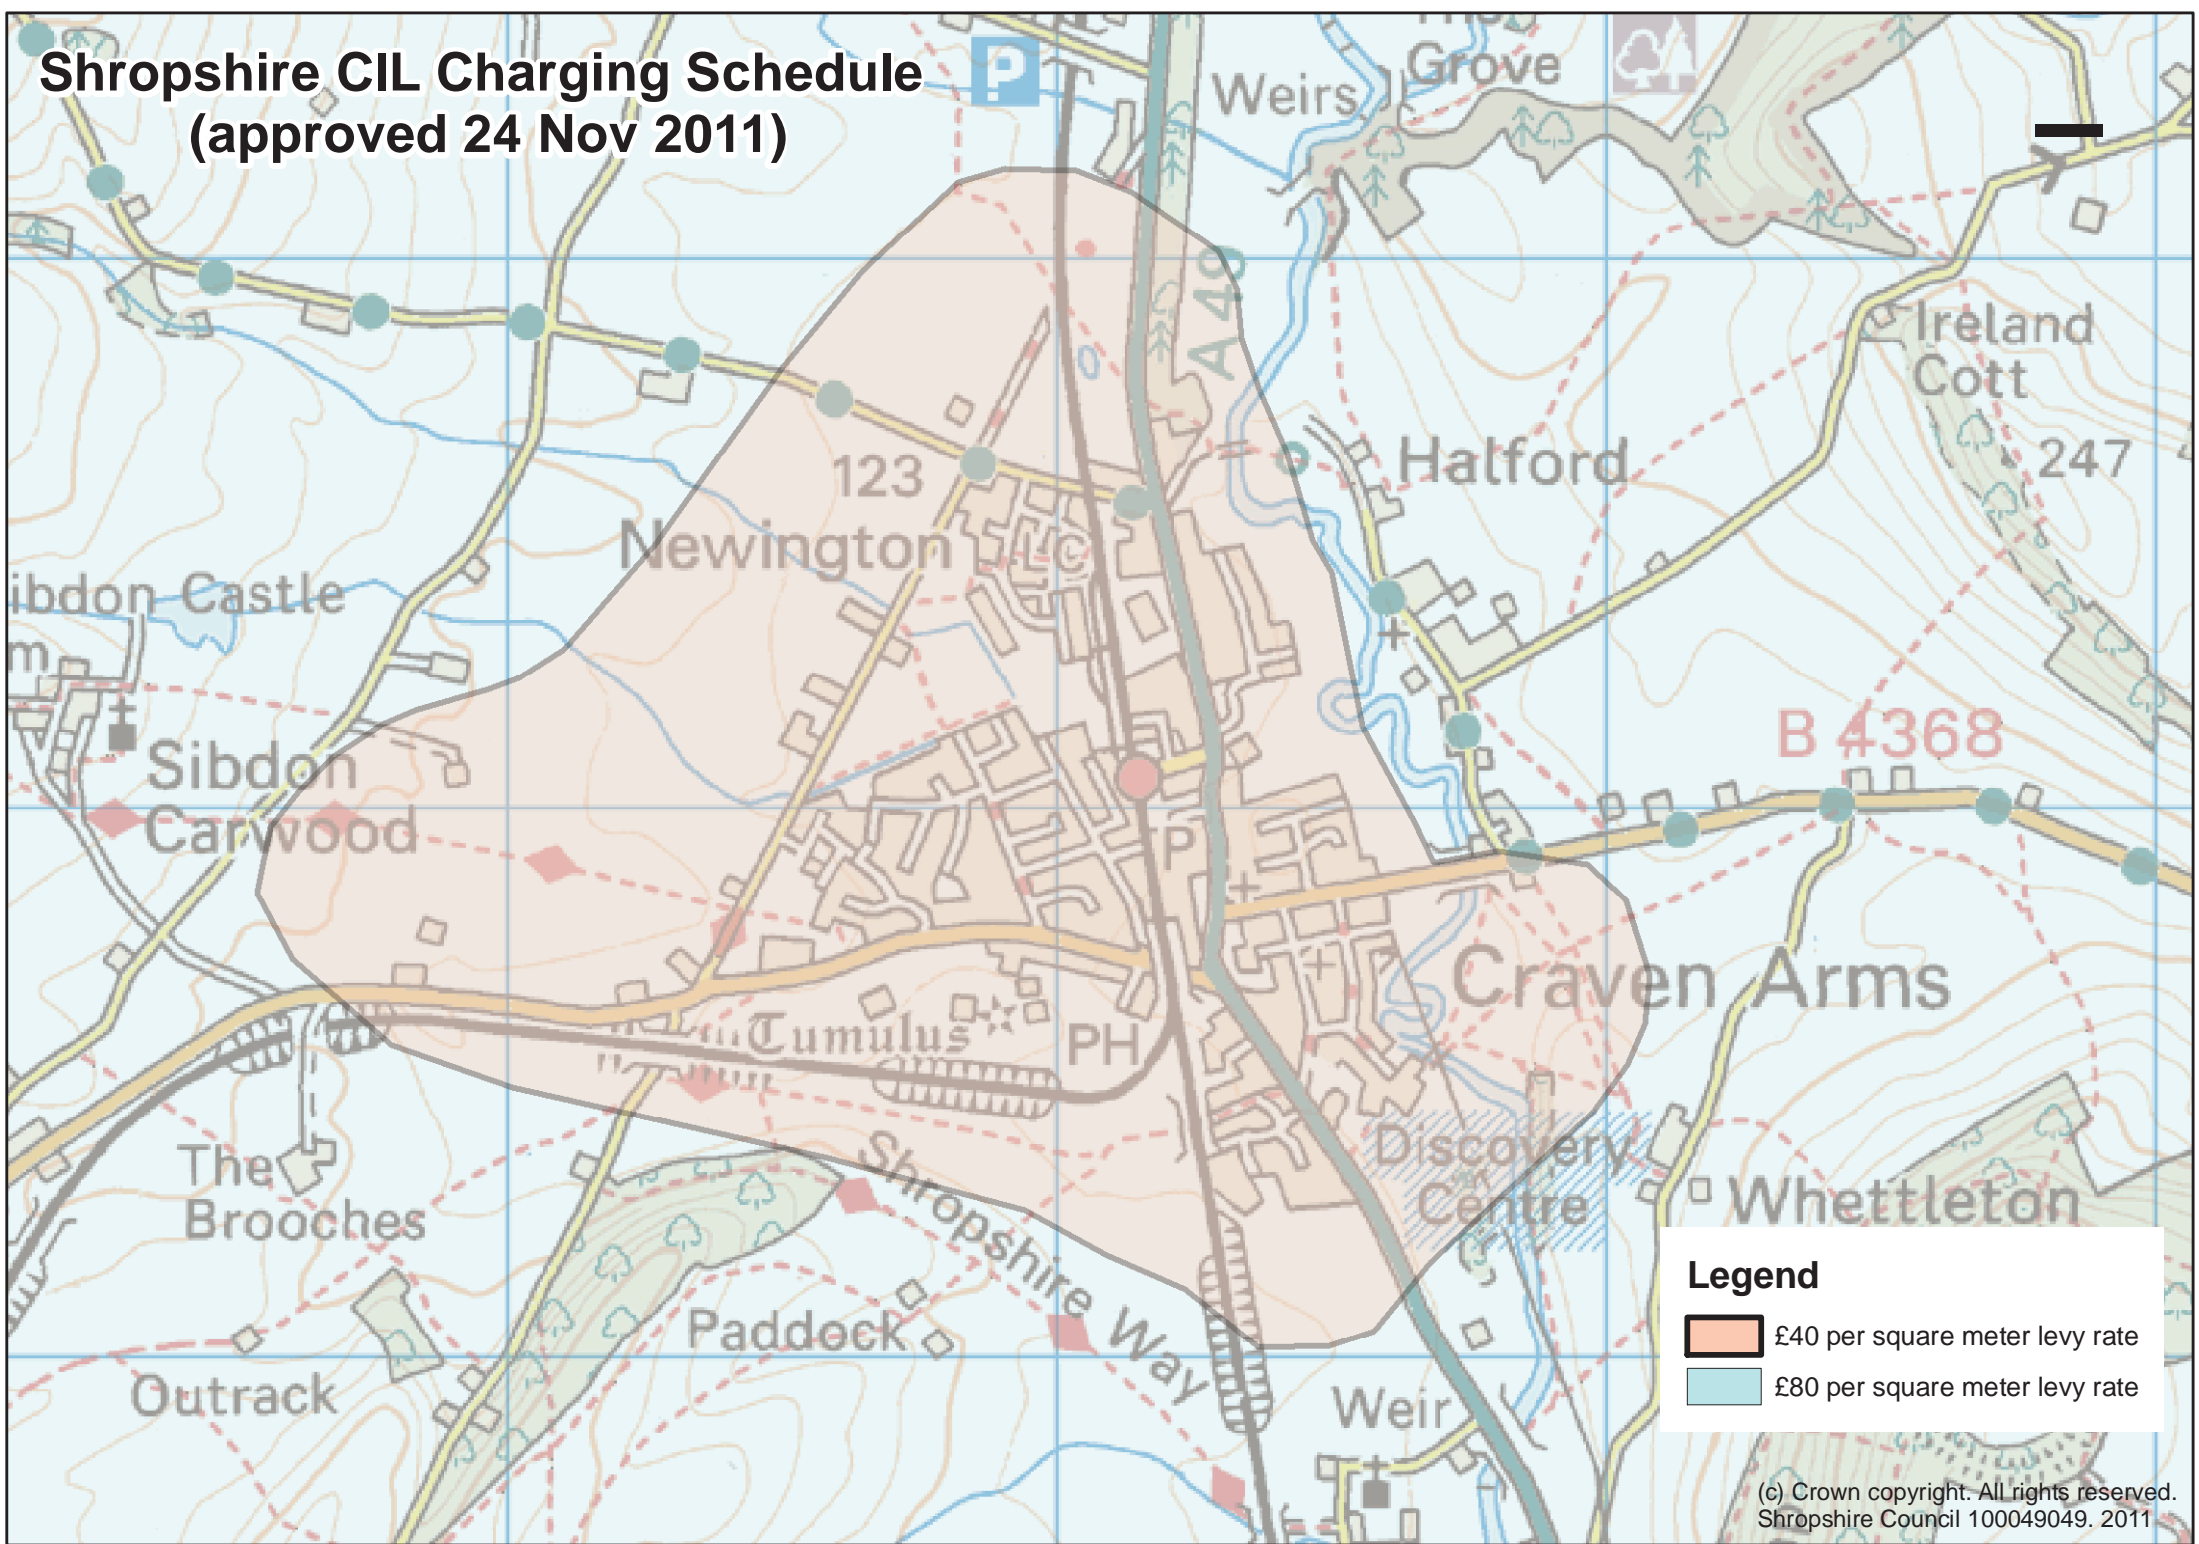 Shropshire CIL Charging Schedule
(approved 24 Nov 2011)
P
Weirs
Grove
A 49
Ireland
Cott
247
Halford
123
Newington
LC
ibdon Castle
m
Sibdon
Carwood
B 4368
P
Craven Arms
Tumulus
PH
The
Brooches
Discovery
Centre
Whettleton
Shropshire Way
Paddock
Outrack
Weir
Legend
£40 per square meter levy rate
£80 per square meter levy rate
(c) Crown copyright. All rights reserved.
Shropshire Council 100049049. 2011